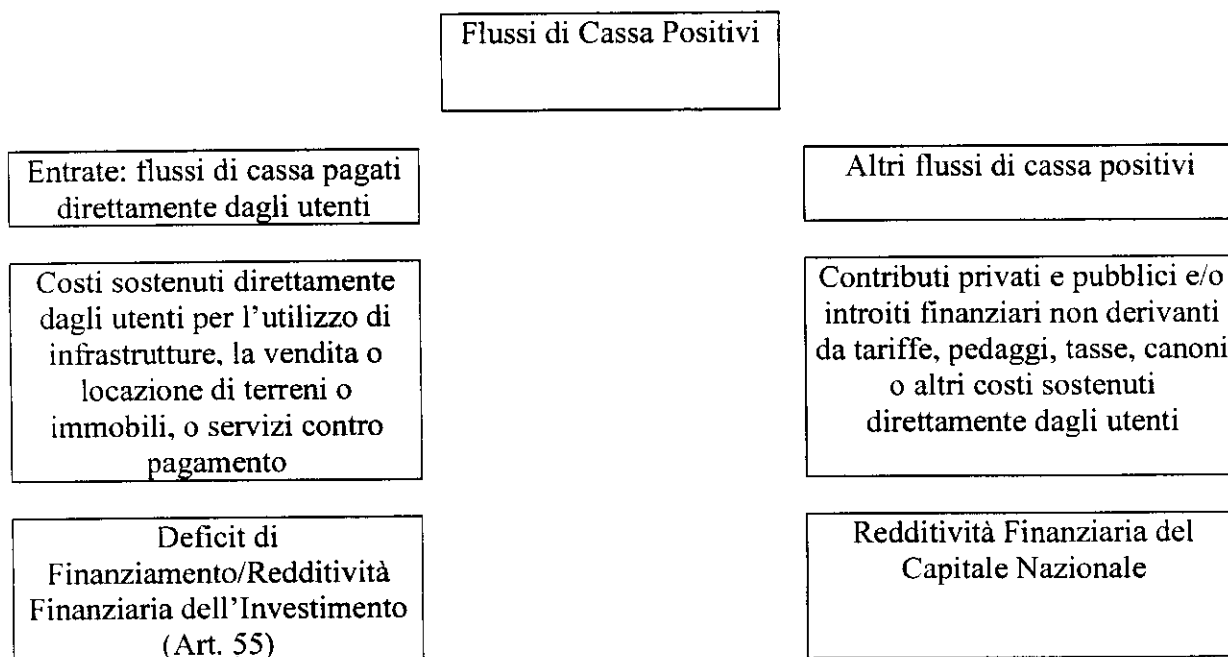 Flussi di Cassa Positivi
Entrate: flussi di cassa pagati
direttamente dagli utenti
Altri flussi di cassa positivi
Costi sostenuti direttamente
dagli utenti per l'utilizzo di
infrastrutture, la vendita o
locazione di terreni o
immobili, o servizi contro
pagamento
Contributi privati e pubblici e/o
introiti finanziari non derivanti
da tariffe, pedaggi, tasse, canoni
o altri costi sostenuti
direttamente dagli utenti
Deficit di
Finanziamento/Redditività
Finanziaria dell'Investimento
(Art. 55)
Redditività Finanziaria del
Capitale Nazionale